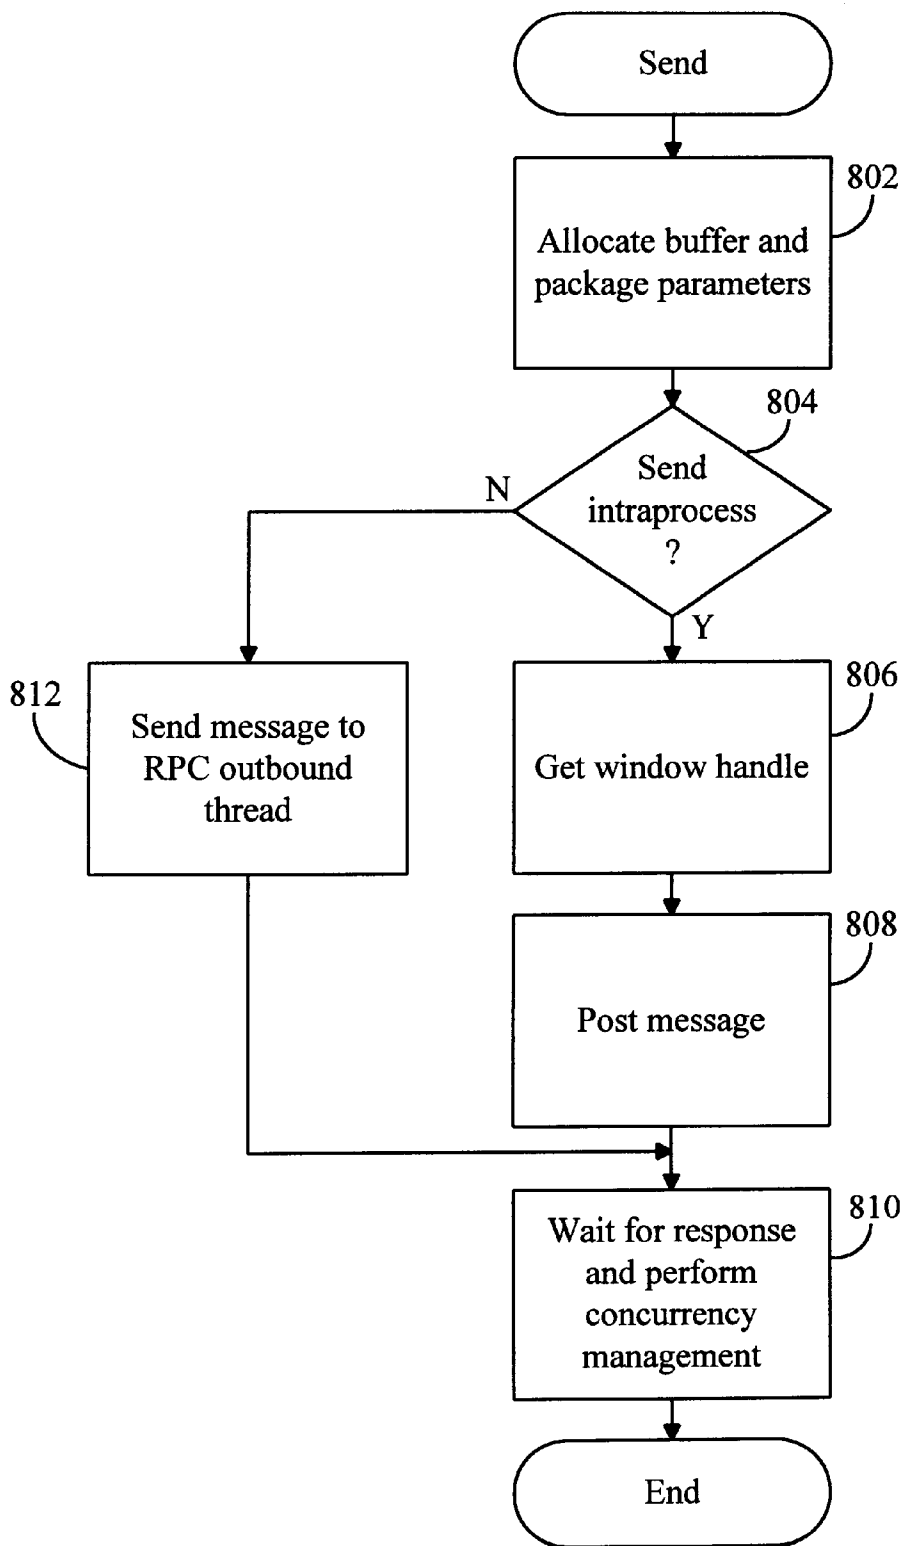 Send
802
Allocate buffer and
package parameters
804
Send
intraprocess
?
N
Y
812
Send message to
RPC outbound
thread
806
Get window handle
808
Post message
810
Wait for response
and perform
concurrency
management
End